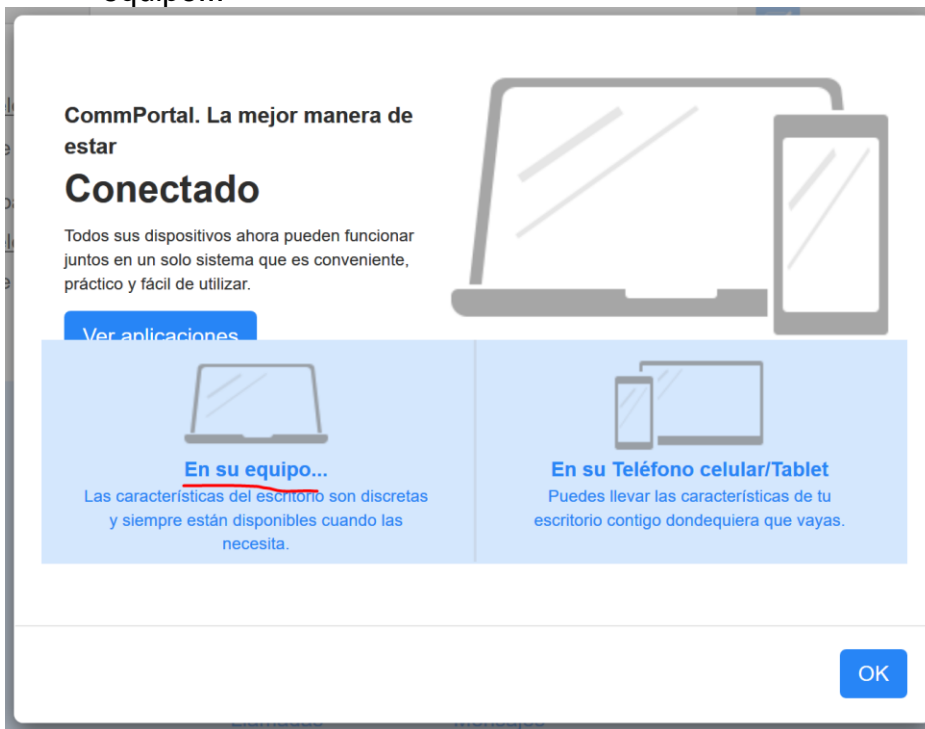 equipo...
CommPortal. La mejor manera de
estar
Conectado
Todos sus dispositivos ahora pueden funcionar
juntos en un solo sistema que es conveniente,
práctico y fácil de utilizar.
Ver aplicaciones
En su equipo...
Las características del escritorio son discretas
y siempre están disponibles cuando las
necesita.
En su Teléfono celular/Tablet
Puedes llevar las características de tu
escritorio contigo dondequiera que vayas.
OK
Llamadas
Mensajes